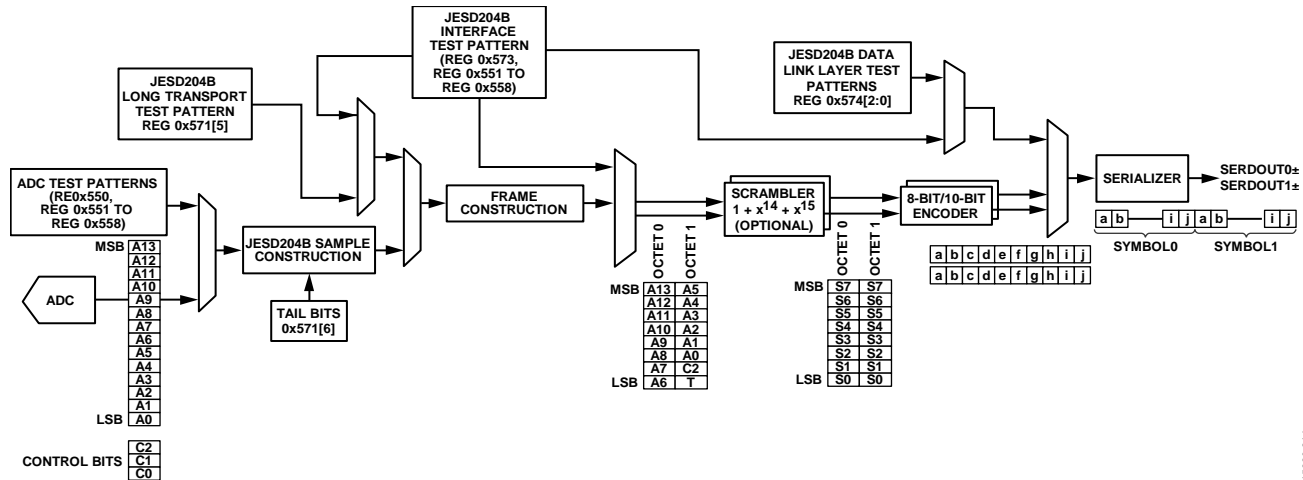 JESD204B
INTERFACE
TEST PATTERN
(REG 0x573,
REG 0x551 TO
REG 0x558)
JESD204B DATA
LINK LAYER TEST
PATTERNS
REG 0x574[2:0]
JESD204B
LONG TRANSPORT
TEST PATTERN
REG 0x571[5]
ADC TEST PATTERNS
(RE0x550,
REG 0x551 TO
REG 0x558)
FRAME
CONSTRUCTION
SCRAMBLER
1 + x14 + x15
(OPTIONAL)
8-BIT/10-BIT
ENCODER
SERIALIZER
SERDOUT0±
SERDOUT1±
a b i j a b i j
SYMBOL0 SYMBOL1
JESD204B SAMPLE
CONSTRUCTION
TAIL BITS
0x571[6]
ADC
MSB A13
A12
A11
A10
A9
A8
A7
A6
A5
A4
A3
A2
A1
LSB A0
CONTROL BITS
C2
C1
C0
OCTET 0
OCTET 1
MSB A13 A5
A12 A4
A11 A3
A10 A2
A9 A1
A8 A0
A7 C2
LSB A6 T
OCTET 0
OCTET 1
MSB S7 S7
S6 S6
S5 S5
S4 S4
S3 S3
S2 S2
S1 S1
LSB S0 S0
a b c d e f g h i j
a b c d e f g h i j